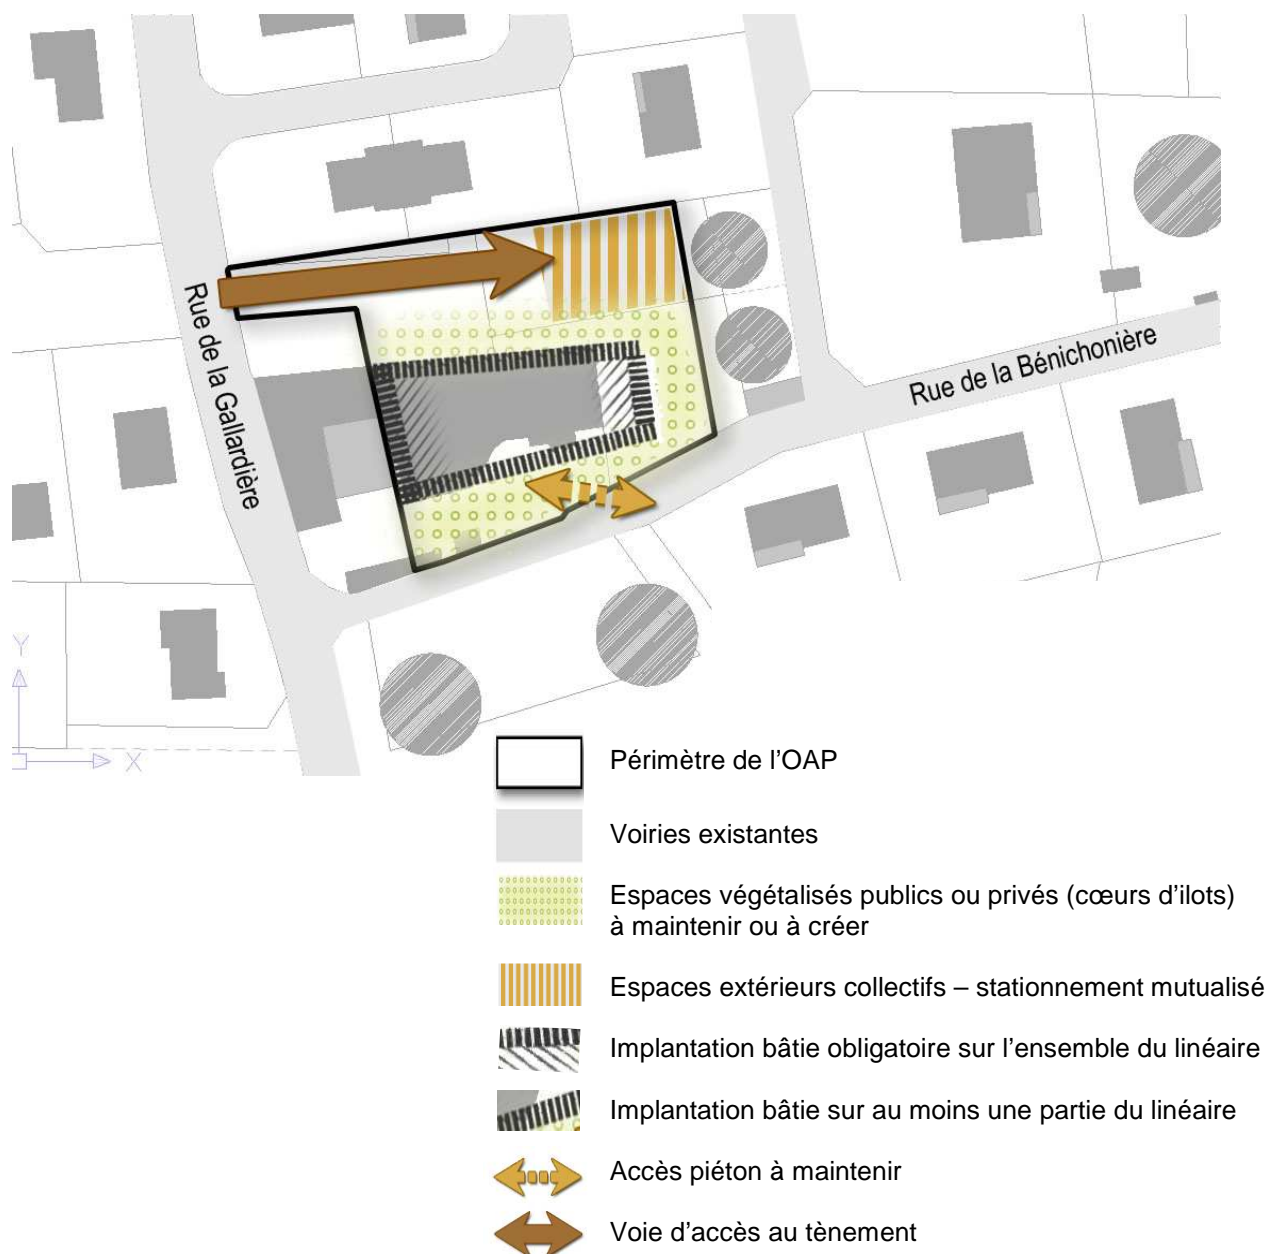 Rue de la Gallardière
Rue de la Bénichonière
Y
X
Périmètre de l'OAP
Voiries existantes
Espaces végétalisés publics ou privés (cœurs d'ilots)
à maintenir ou à créer
Espaces extérieurs collectifs – stationnement mutualisé
Implantation bâtie obligatoire sur l'ensemble du linéaire
Implantation bâtie sur au moins une partie du linéaire
Accès piéton à maintenir
Voie d'accès au tènement